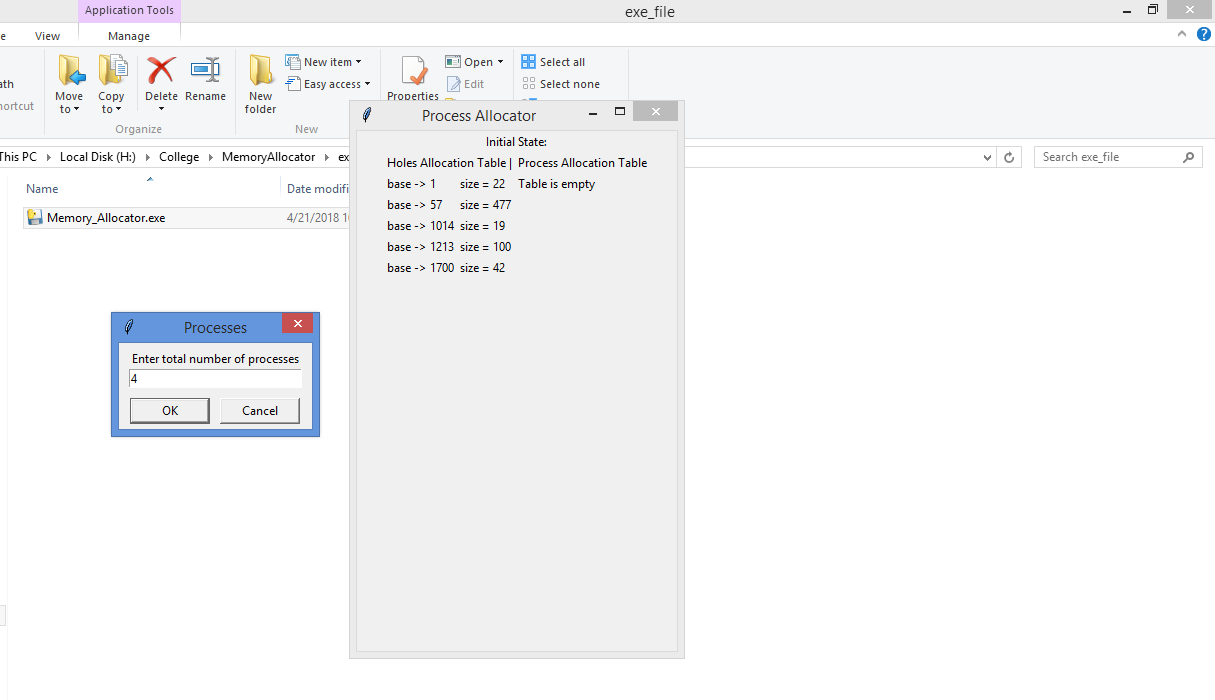 Application Tools
exe_file
View
Manage
Move to
Copy to
Delete
Rename
New folder
New item
Easy access
Properties
Open
Edit
Select all
Select none
Organize
New
This PC
Local Disk (H:)
College
MemoryAllocator
Search exe_file
Name
Date modifi
Memory_Allocator.exe
4/21/2018
Process Allocator
Initial State:
Holes Allocation Table | Process Allocation Table
base -> 1 size = 22 Table is empty
base -> 57 size = 477
base -> 1014 size = 19
base -> 1213 size = 100
base -> 1700 size = 42
Processes
Enter total number of processes
4
OK
Cancel